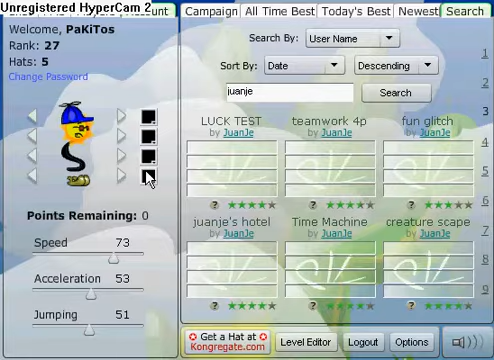 Unregistered HyperCam 2
Account
Welcome, PaKiTos
Rank: 27
Hats: 5
Change Password
Points Remaining: 0
Speed 73
Acceleration 53
Jumping 51
Campaign All Time Best Today's Best Newest Search
Search By: User Name
Sort By: Date Descending
juanje Search
LUCK TEST teamwork 4p fun glitch
by JuanJe by JuanJe by JuanJe
? ? ?
juanje's hotel Time Machine creature scape
by JuanJe by JuanJe by JuanJe
? ? ?
1
2
3
4
5
6
7
8
9
Get a Hat at
Kongregate.com
Level Editor Logout Options